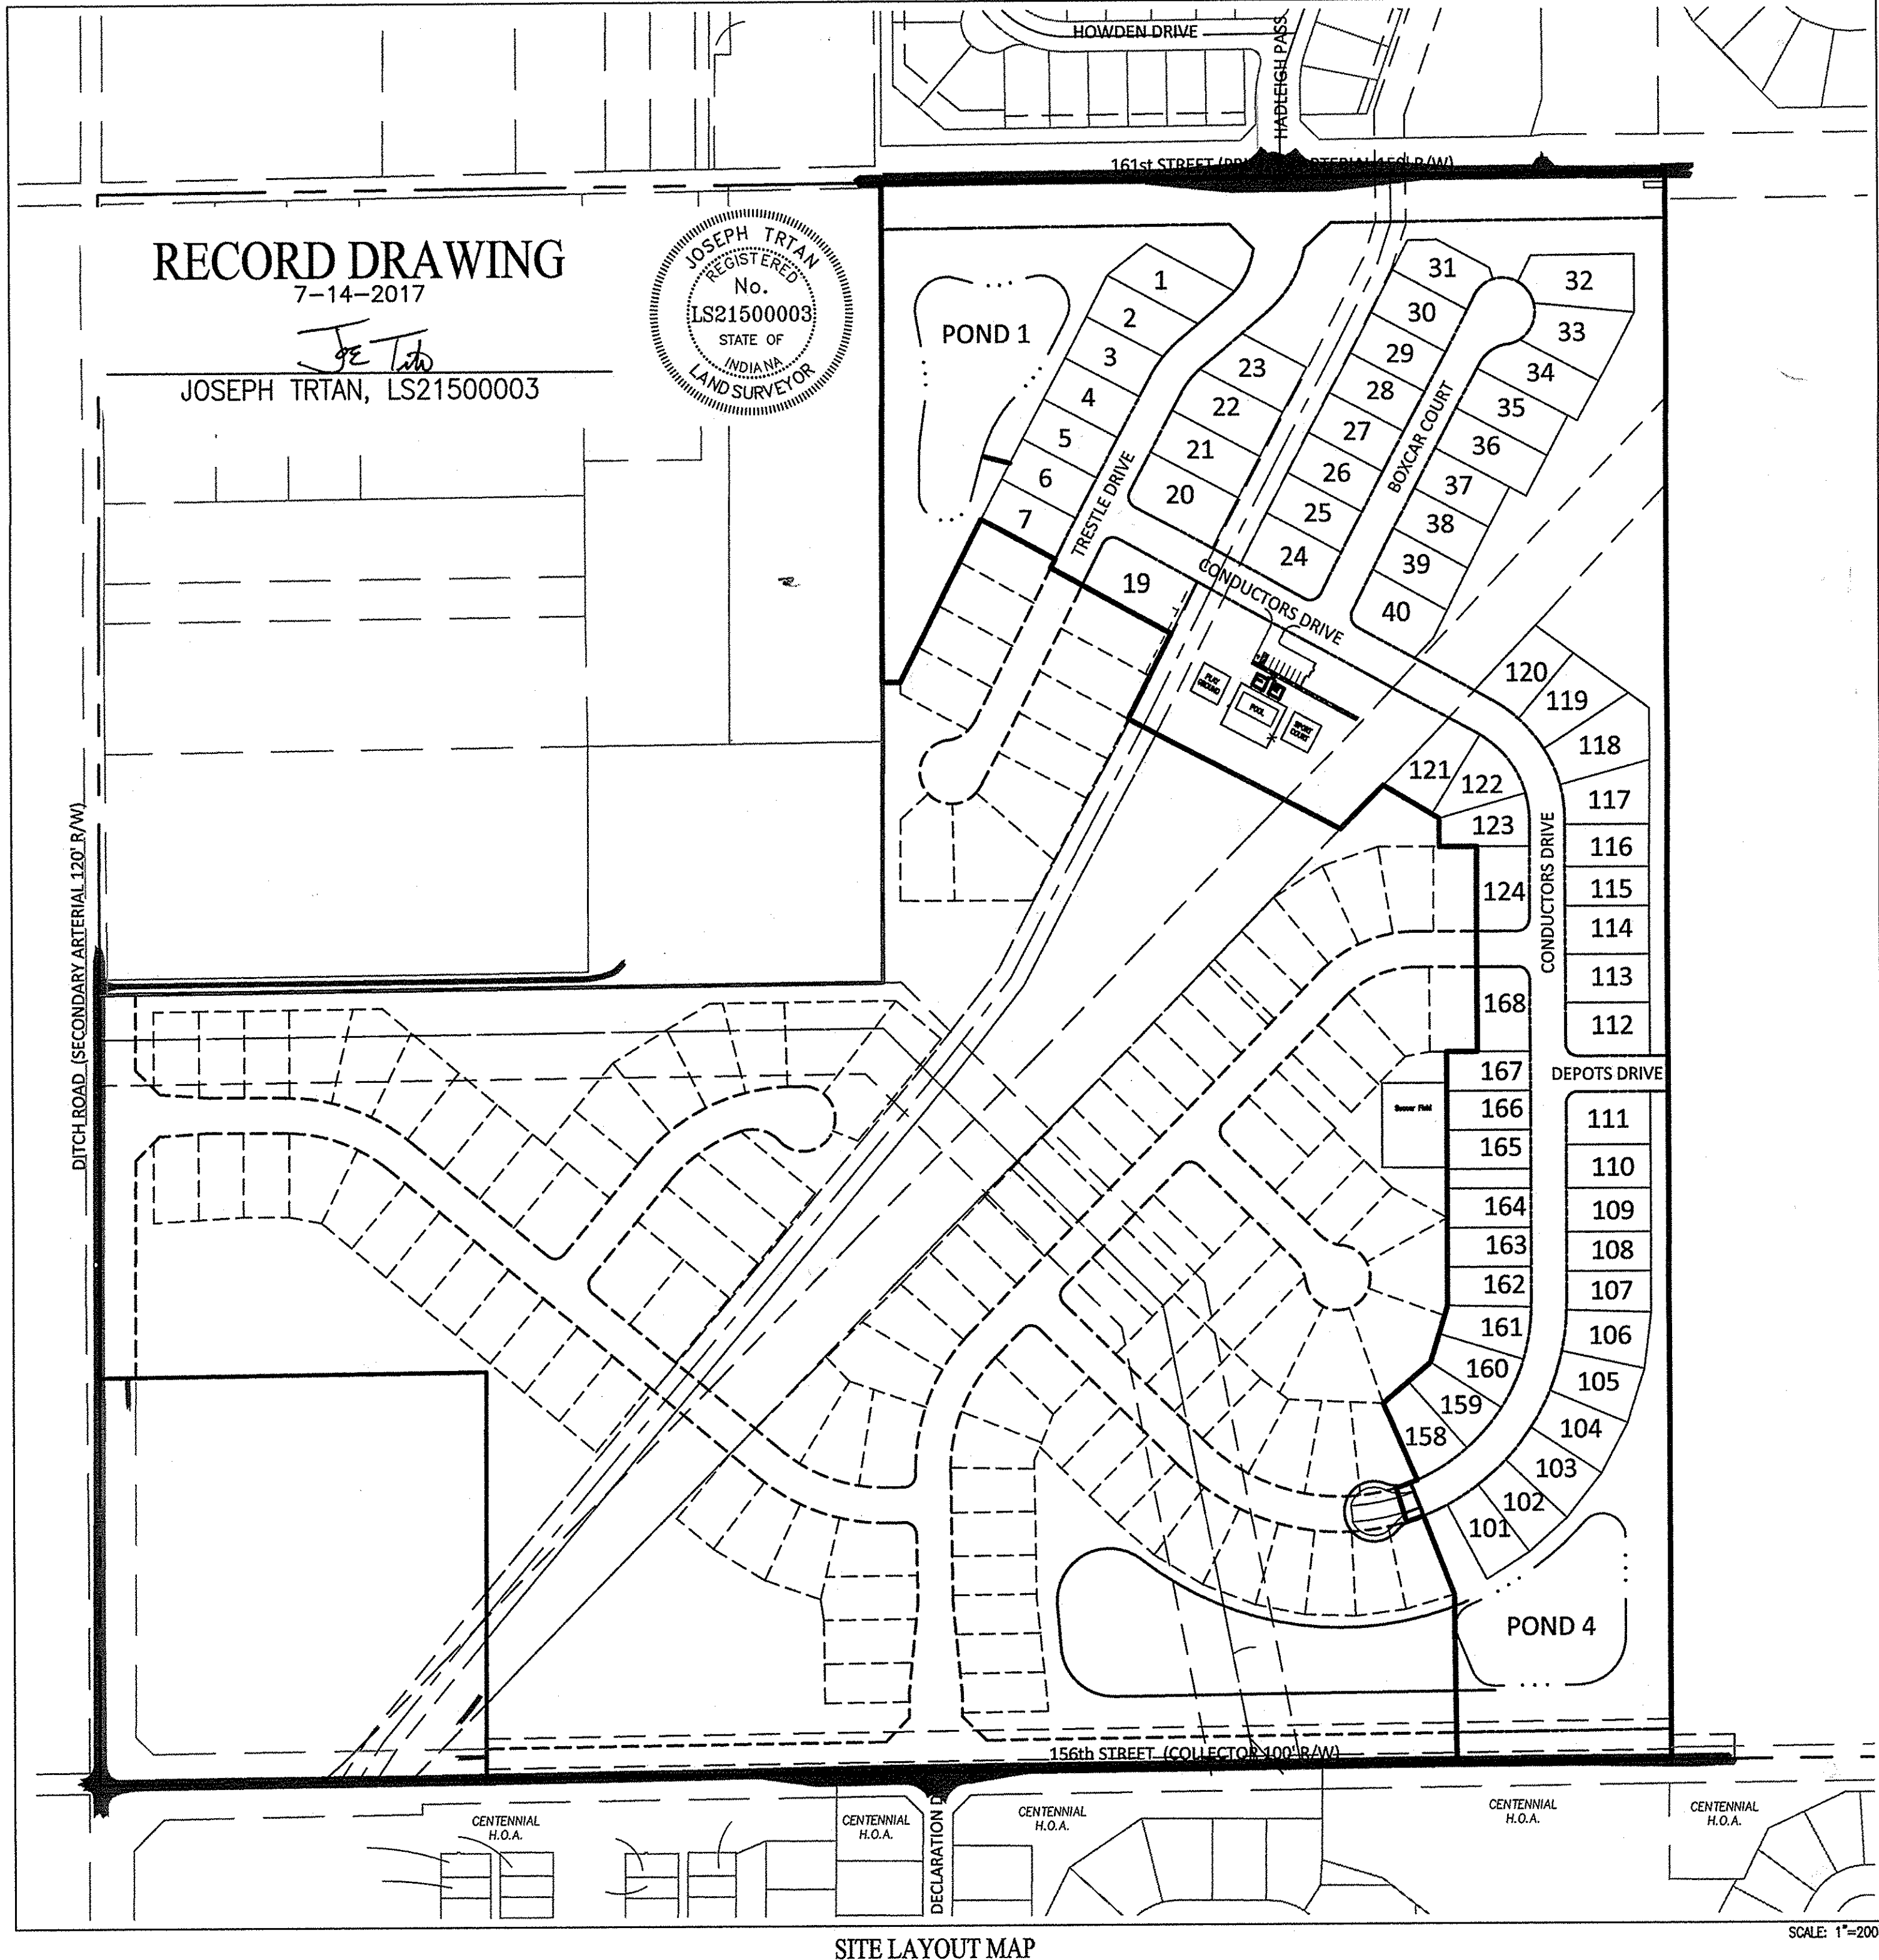 HOWDEN DRIVE
HADLEIGH PASS
161st STREET
R/W)
RECORD DRAWING
7-14-2017
JOSEPH TRTAN, LS21500003
JOSEPH TRTAN
REGISTERED
No.
LS21500003
STATE OF
INDIANA
LAND SURVEYOR
POND 1
1
2
3
4
5
6
7
TRESTLE DRIVE
23
22
21
20
19
31
30
29
28
27
26
25
24
BOXCAR COURT
32
33
34
35
36
37
38
39
40
CONDUCTORS DRIVE
PLAY
GROUND
POOL
SPORT
COURT
120
119
118
117
116
115
114
113
112
121
122
123
124
CONDUCTORS DRIVE
168
167
166
165
164
163
162
161
160
159
158
Soccer Field
DEPOTS DRIVE
111
110
109
108
107
106
105
104
103
102
101
POND 4
DITCH ROAD (SECONDARY ARTERIAL 120' R/W)
156th STREET (COLLECTOR 100' R/W)
DECLARATION
CENTENNIAL
H.O.A.
CENTENNIAL
H.O.A.
CENTENNIAL
H.O.A.
CENTENNIAL
H.O.A.
CENTENNIAL
H.O.A.
SITE LAYOUT MAP
SCALE: 1"=200